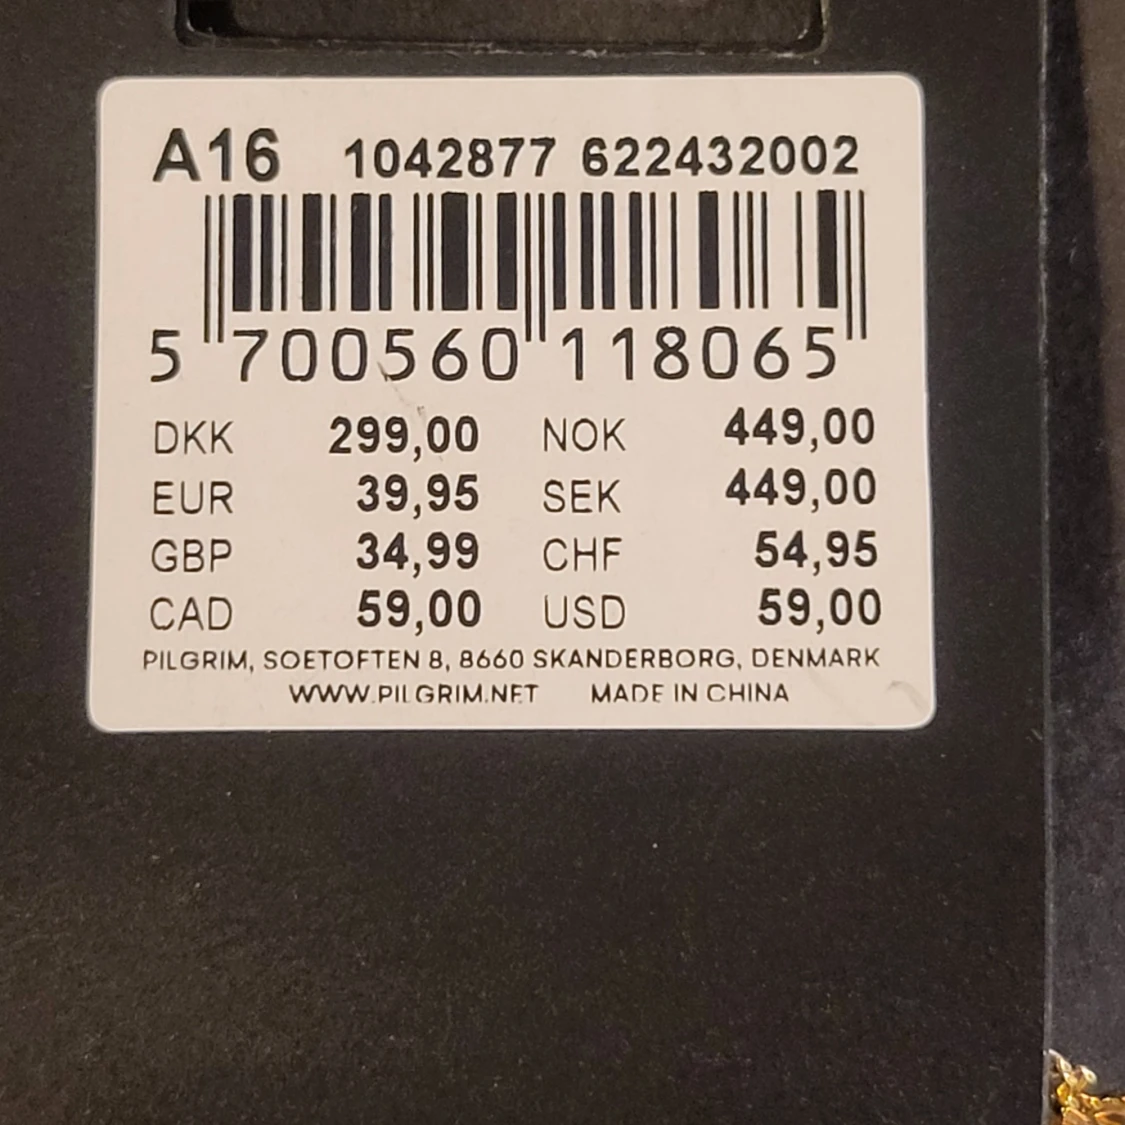 A16 1042877 622432002
5 700560 118065
DKK 299,00 NOK 449,00
EUR 39,95 SEK 449,00
GBP 34,99 CHF 54,95
CAD 59,00 USD 59,00
PILGRIM, SOETOFTEN 8, 8660 SKANDERBORG, DENMARK
WWW.PILGRIM.NET MADE IN CHINA